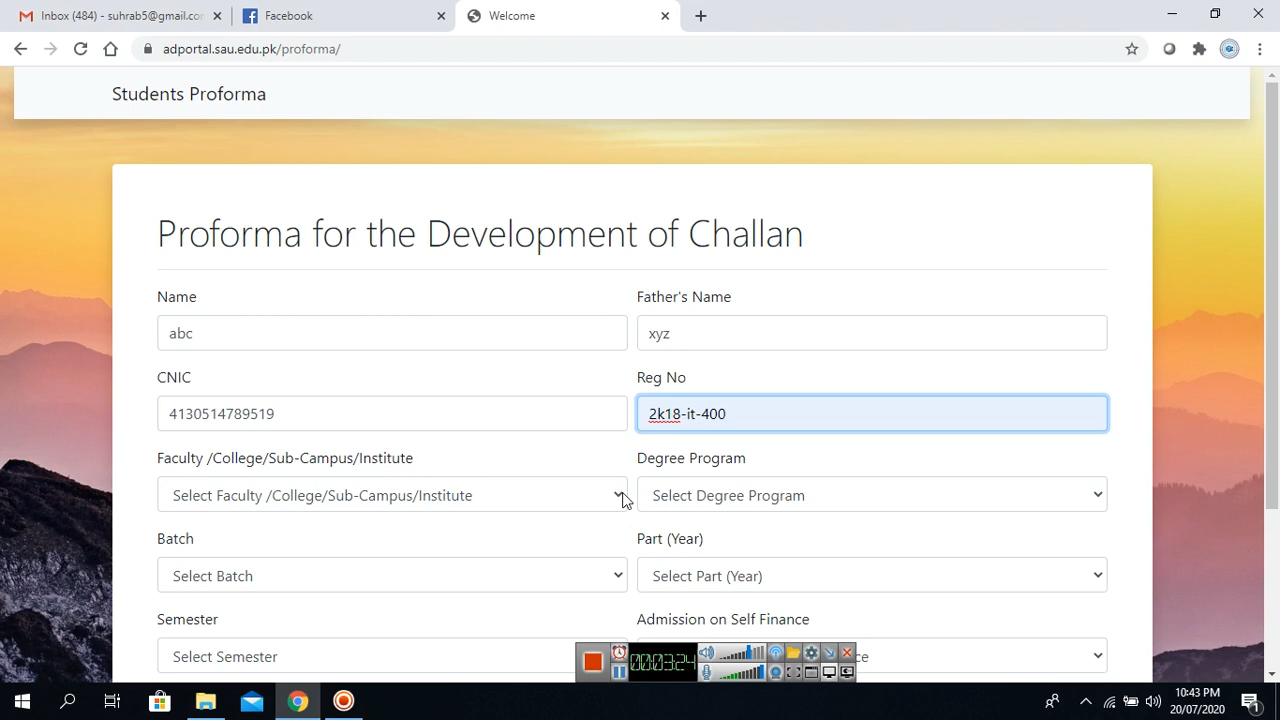 Inbox (484) - suhrab5@gmail.com
Facebook
Welcome
adportal.sau.edu.pk/proforma/
Students Proforma
Proforma for the Development of Challan
Name
Father's Name
abc
xyz
CNIC
Reg No
4130514789519
2k18-it-400
Faculty /College/Sub-Campus/Institute
Degree Program
Select Faculty /College/Sub-Campus/Institute
Select Degree Program
Batch
Part (Year)
Select Batch
Select Part (Year)
Semester
Admission on Self Finance
Select Semester
ce
00:03:24
10:43 PM
20/07/2020
1